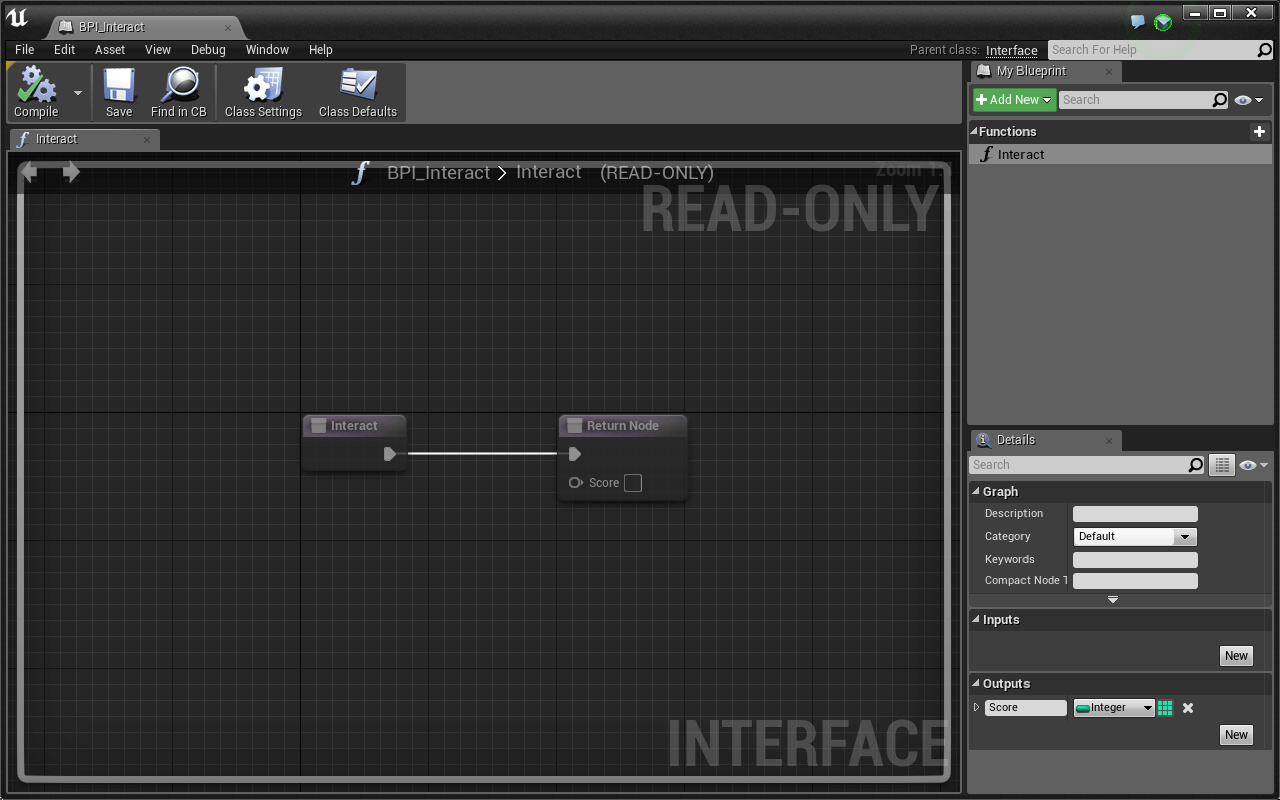 BPI_Interact
File Edit Asset View Debug Window Help
Parent class: Interface Search For Help
Compile Save Find in CB Class Settings Class Defaults
Interact
BPI_Interact > Interact (READ-ONLY)
Zoom 1:1
READ-ONLY
Interact
Return Node
Score
INTERFACE
My Blueprint
Add New Search
Functions
Interact
Details
Search
Graph
Description
Category Default
Keywords
Compact Node T
Inputs
New
Outputs
Score Integer
New